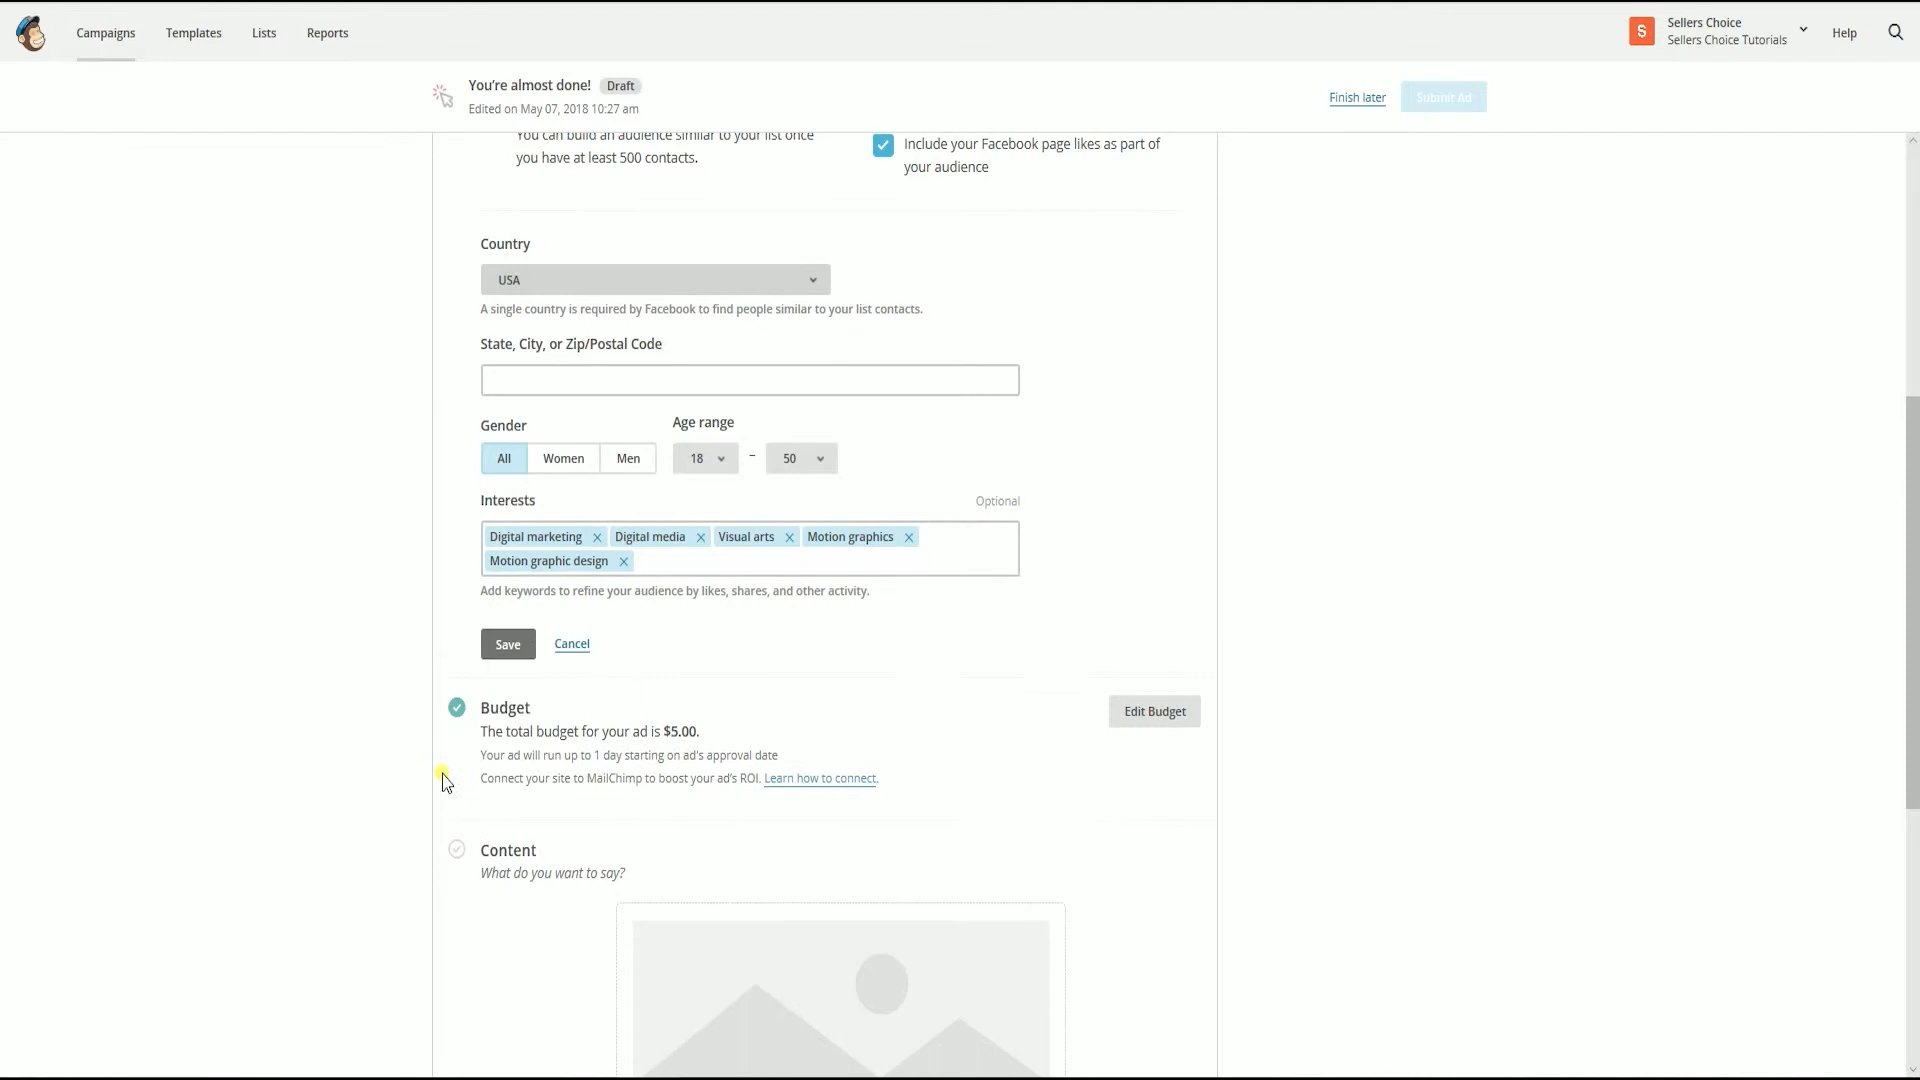 Campaigns
Templates
Lists
Reports
S
Sellers Choice
Sellers Choice Tutorials
Help
You're almost done! Draft
Edited on May 07, 2018 10:27 am
Finish later
Submit Ad
You can build an audience similar to your list once
you have at least 500 contacts.
Include your Facebook page likes as part of
your audience
Country
USA
A single country is required by Facebook to find people similar to your list contacts.
State, City, or Zip/Postal Code
Gender
Age range
All
Women
Men
18
–
50
Interests
Optional
Digital marketing × Digital media × Visual arts × Motion graphics ×
Motion graphic design ×
Add keywords to refine your audience by likes, shares, and other activity.
Save
Cancel
Budget
Edit Budget
The total budget for your ad is $5.00.
Your ad will run up to 1 day starting on ad's approval date
Connect your site to MailChimp to boost your ad's ROI. Learn how to connect.
Content
What do you want to say?